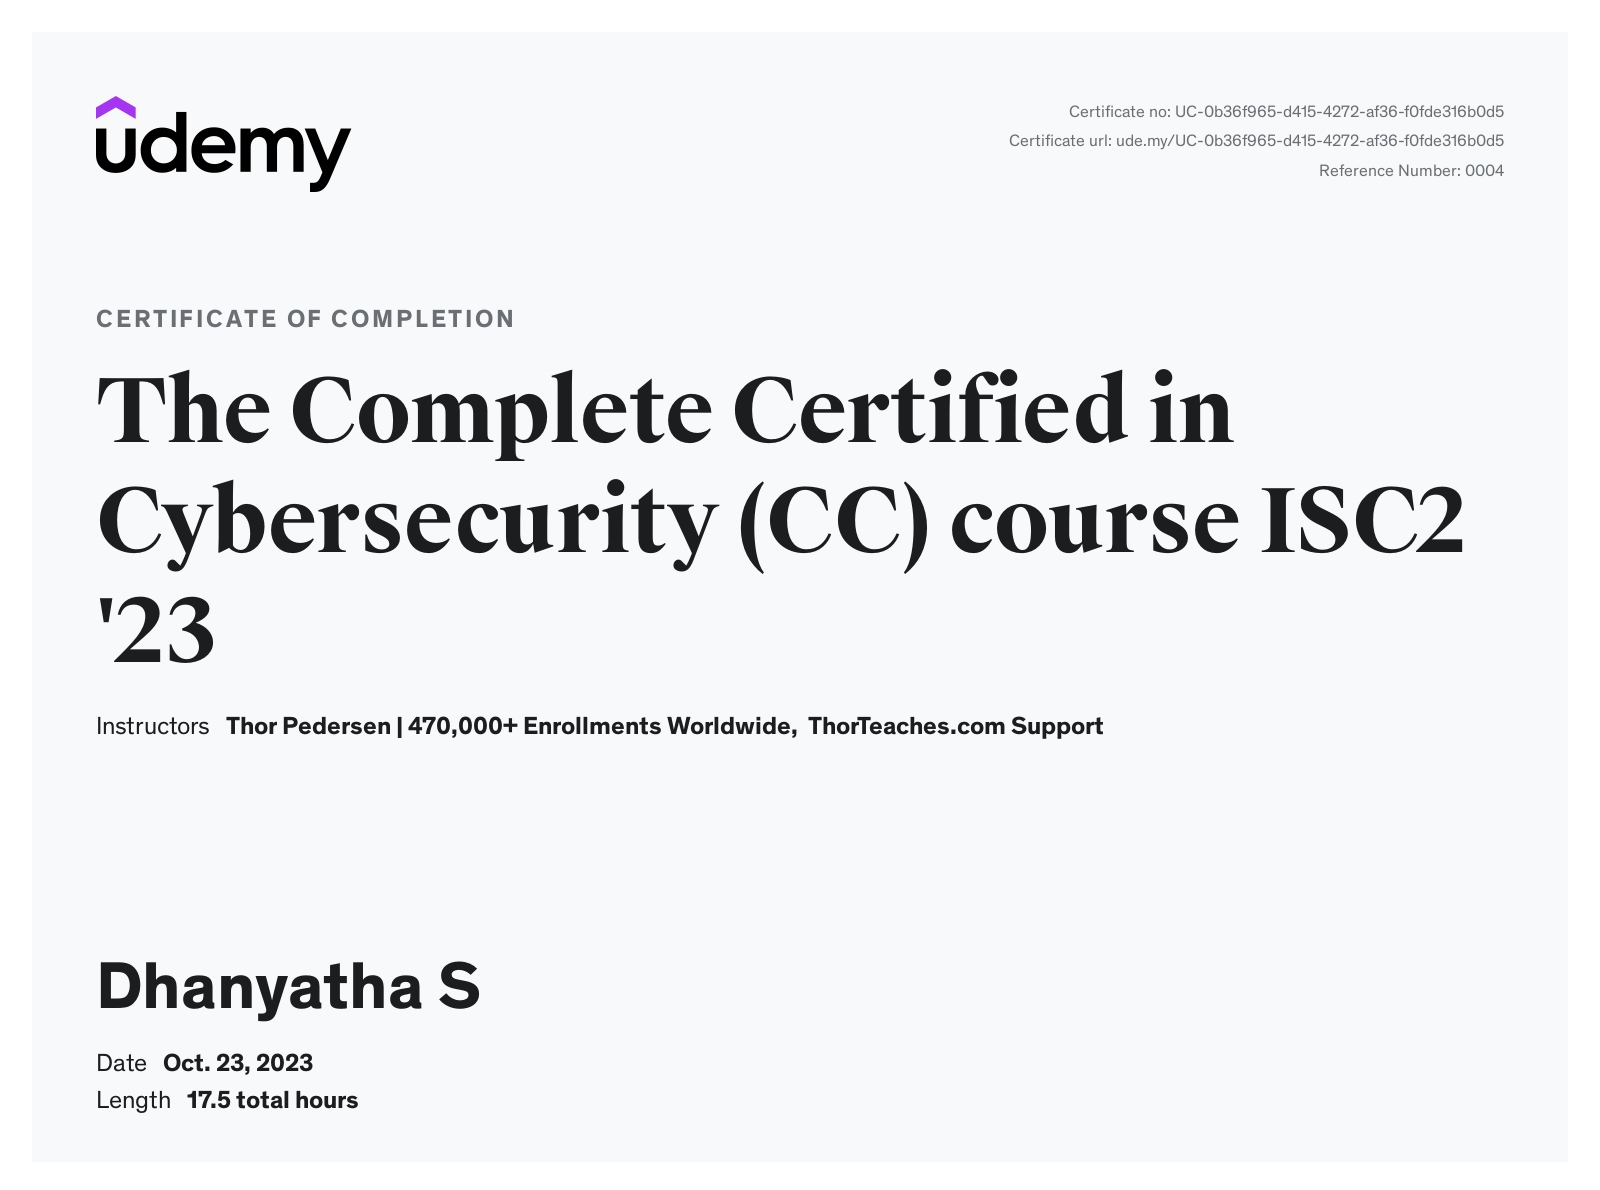 udemy
Certificate no: UC-0b36f965-d415-4272-af36-f0fde316b0d5
Certificate url: ude.my/UC-0b36f965-d415-4272-af36-f0fde316b0d5
Reference Number: 0004
CERTIFICATE OF COMPLETION
The Complete Certified in
Cybersecurity (CC) course ISC2
'23
Instructors Thor Pedersen | 470,000+ Enrollments Worldwide, ThorTeaches.com Support
Dhanyatha S
Date Oct. 23, 2023
Length 17.5 total hours